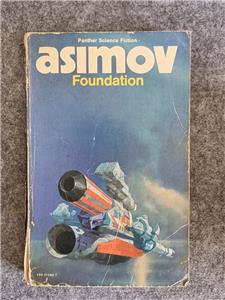 Panther Science Fiction
asimov
Foundation